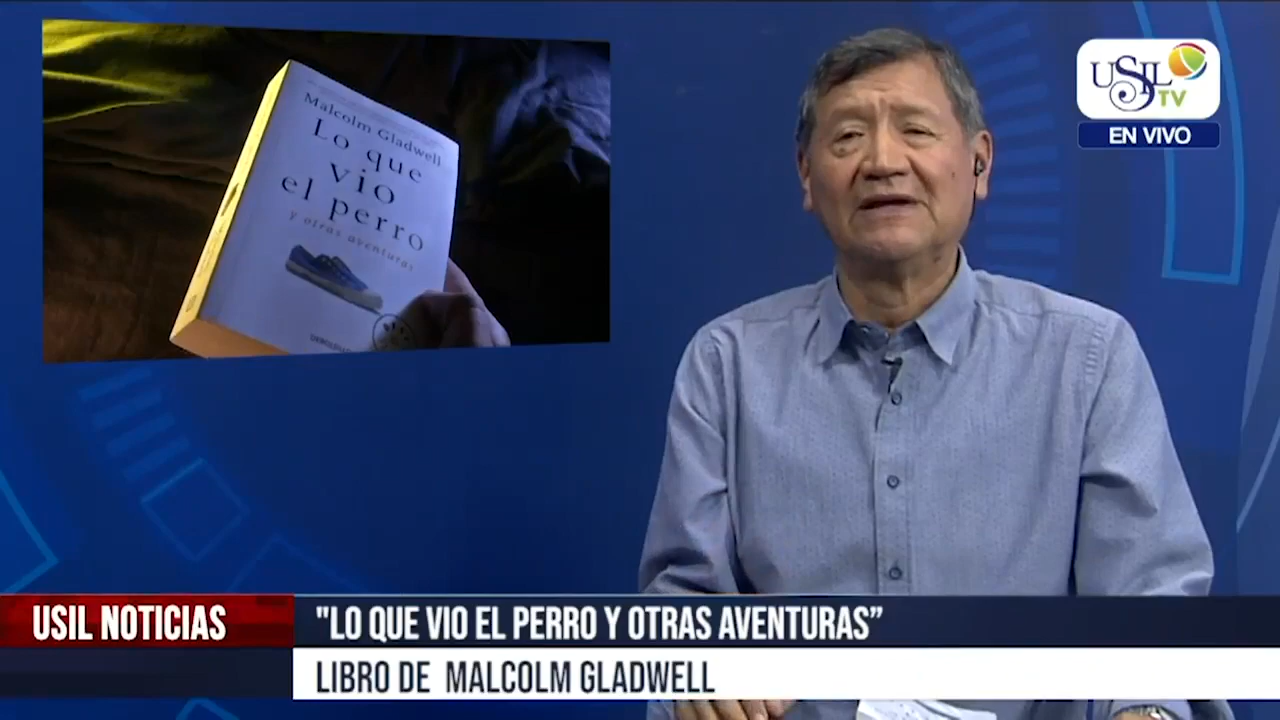 Malcolm Gladwell
Lo que
vio
el perro
y otras aventuras
USIL
TV
EN VIVO
USIL NOTICIAS
"LO QUE VIO EL PERRO Y OTRAS AVENTURAS”
LIBRO DE MALCOLM GLADWELL